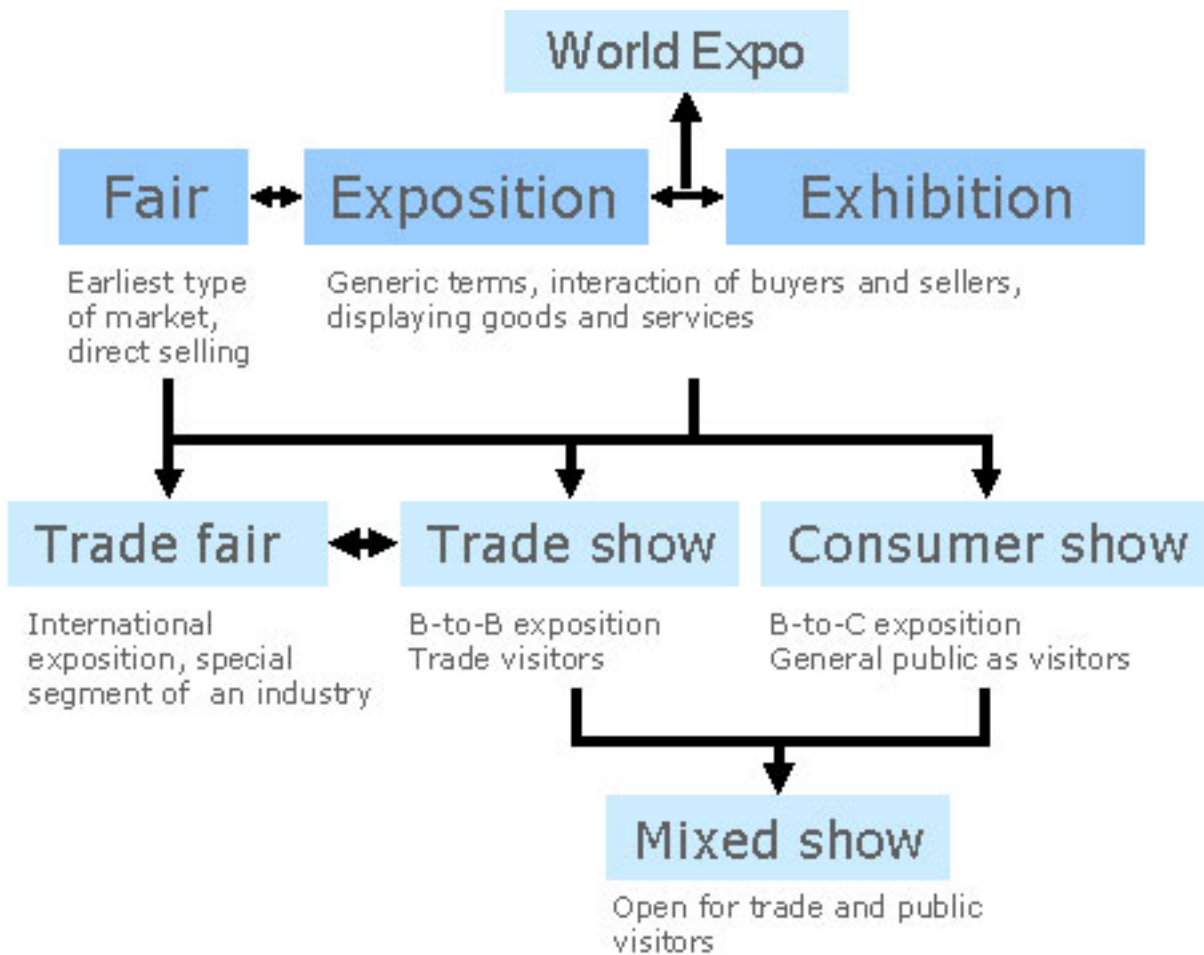 World Expo
Fair
Exposition
Exhibition
Earliest type
of market,
direct selling
Generic terms, interaction of buyers and sellers,
displaying goods and services
Trade fair
Trade show
Consumer show
International
exposition, special
segment of an industry
B-to-B exposition
Trade visitors
B-to-C exposition
General public as visitors
Mixed show
Open for trade and public
visitors